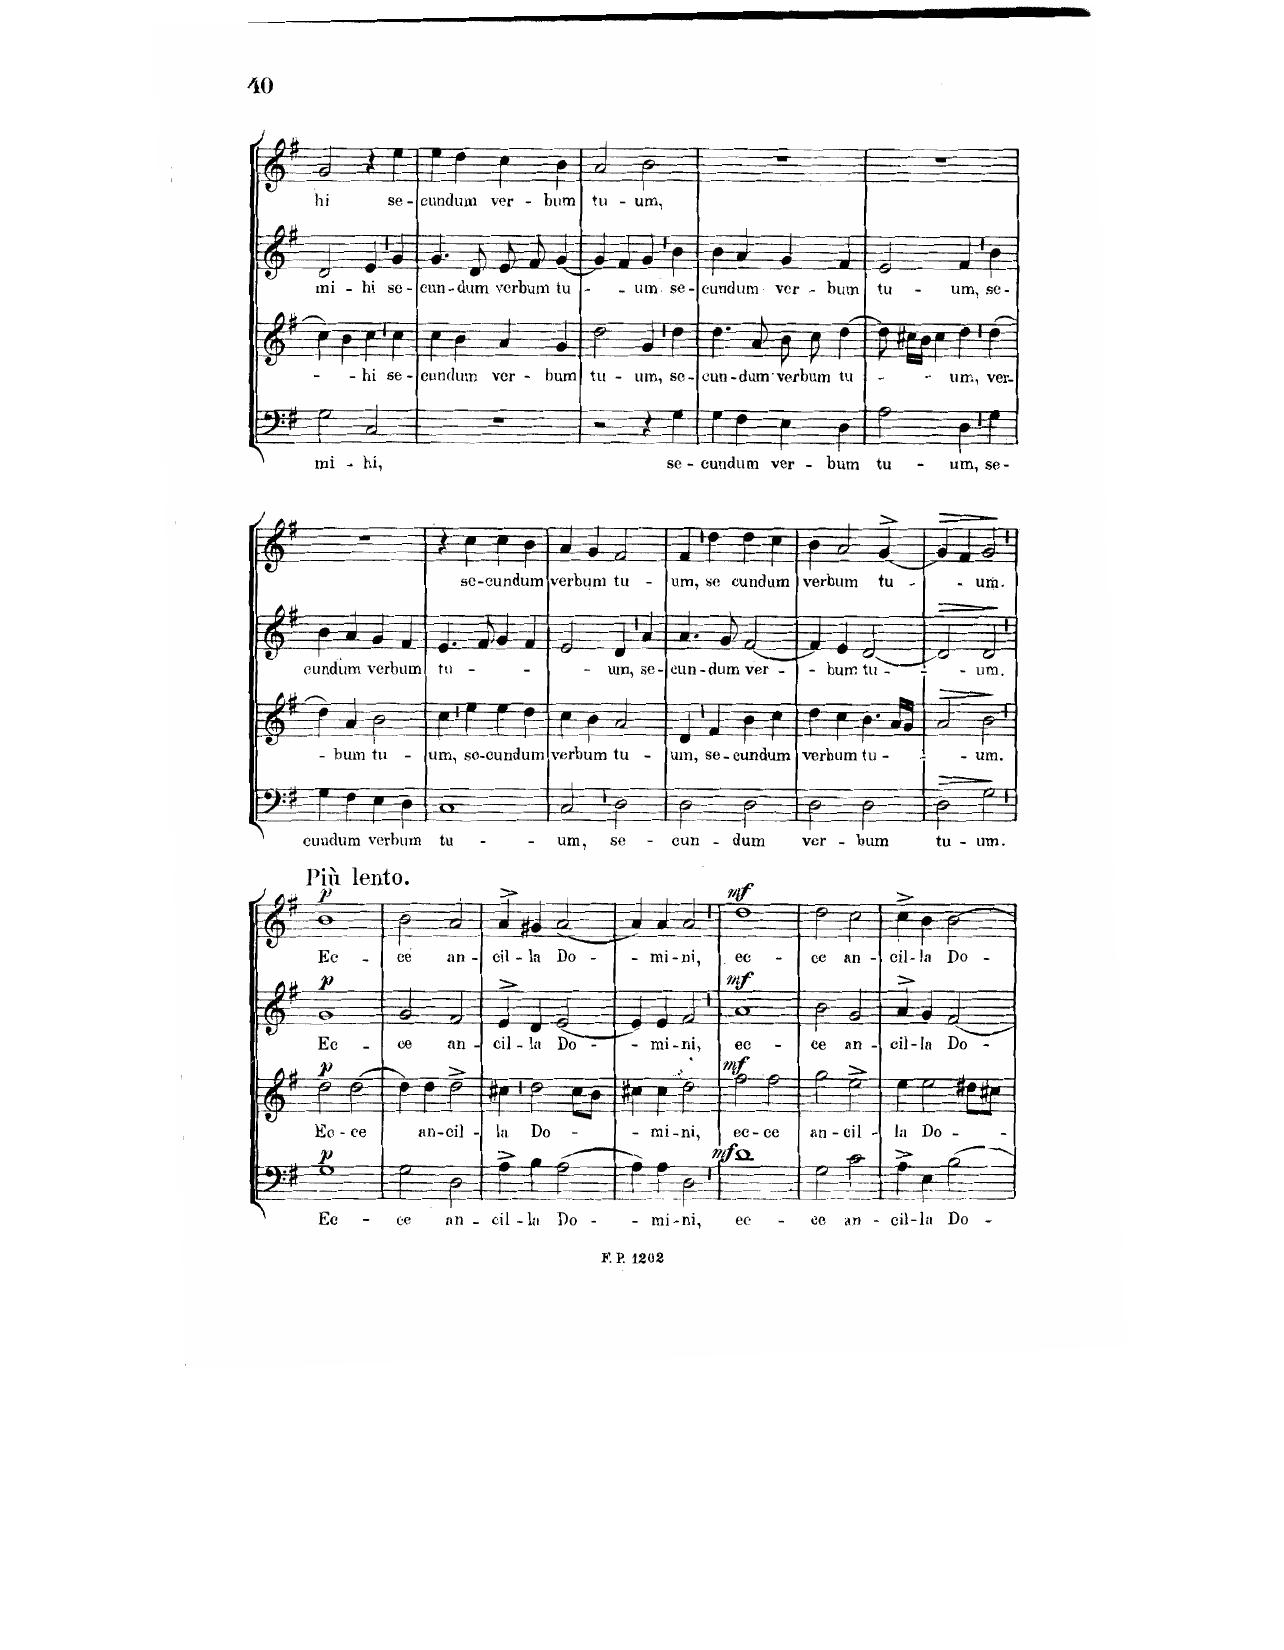 40
hi se - cundum ver - bum tu - um,
mi - hi se - cun - dum verbum tu - - um se - cundum ver - bum tu - um, se -
- - hi se - cundum ver - bum tu - um, se - cun - dum verbum tu - - - um, ver -
mi - hi, se - cundum ver - bum tu - um, se -
se - cundum verbum tu - um, se cundum verbum tu - - um.
cundum verbum tu - - - um, se - cun - dum ver - - bum tu - - - um.
- bum tu - um, se - cundum verbum tu - um, se - cundum verbum tu - - - um.
cundum verbum tu - - um, se - cun - dum ver - bum tu - um.
Più lento.
p mf
Ec - ce an - cil - la Do - - mi - ni, ec - ce an - cil - la Do -
p mf
Ec - ce an - cil - la Do - - mi - ni, ec - ce an - cil - la Do -
p mf
Ec - ce an - cil - la Do - - mi - ni, ec - ce an - cil - la Do - -
p mf
Ec - ce an - cil - la Do - - mi - ni, ec - ce an - cil - la Do -
F. P. 1202